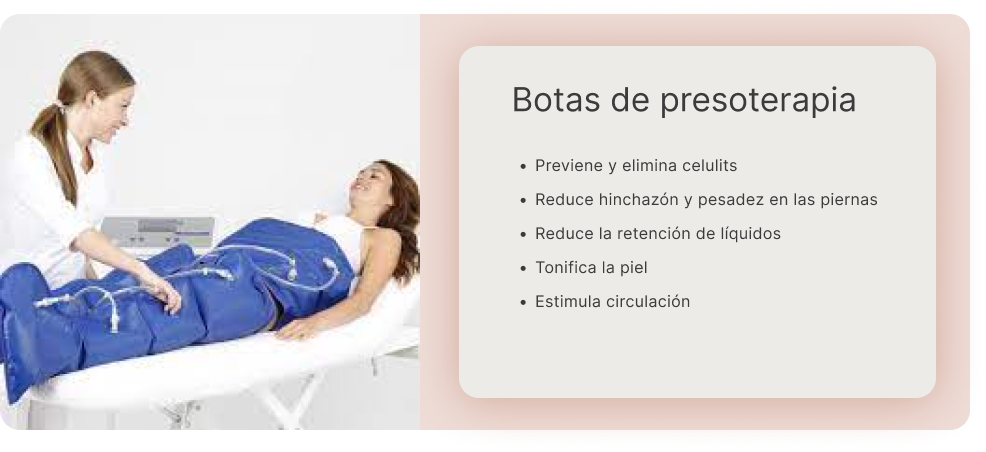 Botas de presoterapia
• Previene y elimina celulits
• Reduce hinchazón y pesadez en las piernas
• Reduce la retención de líquidos
• Tonifica la piel
• Estimula circulación